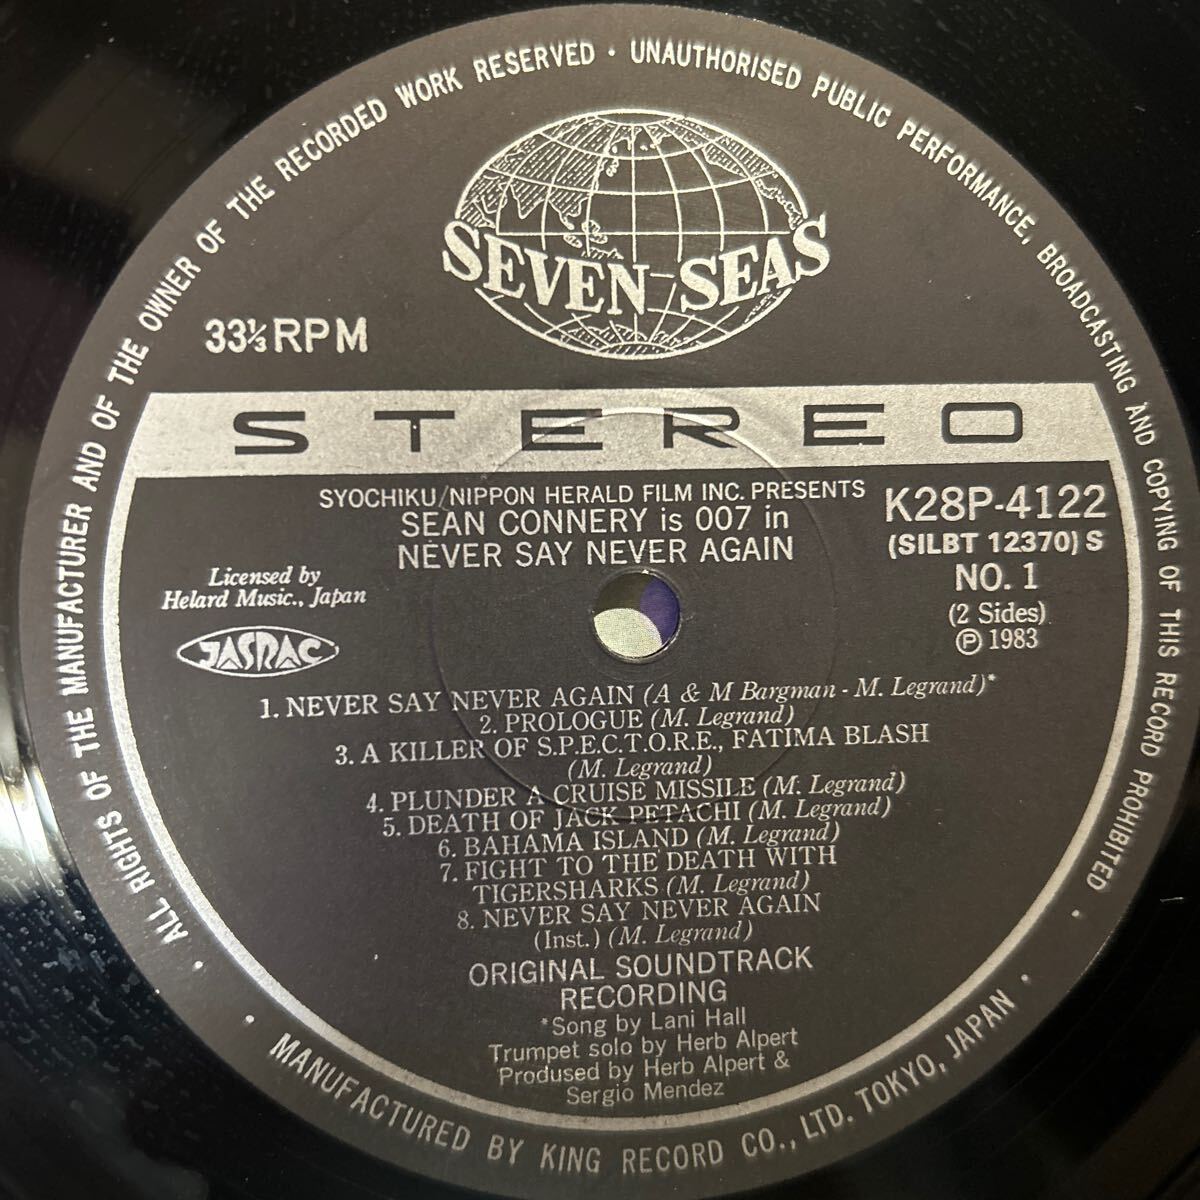 ALL RIGHTS OF THE MANUFACTURER AND OF THE OWNER OF THE RECORDED WORK RESERVED · UNAUTHORISED PUBLIC PERFORMANCE, BROADCASTING AND COPYING OF THIS RECORD PROHIBITED ·
SEVEN SEAS
33⅓ RPM
STEREO
SYOCHIKU/NIPPON HERALD FILM INC. PRESENTS
SEAN CONNERY is 007 in
NEVER SAY NEVER AGAIN
K28P-4122
(SILBT 12370) S
NO. 1
(2 Sides)
Ⓟ 1983
Licensed by
Helard Music., Japan
JASRAC
1. NEVER SAY NEVER AGAIN (A & M Bargman - M. Legrand)*
2. PROLOGUE (M. Legrand)
3. A KILLER OF S.P.E.C.T.O.R.E., FATIMA BLASH
(M. Legrand)
4. PLUNDER A CRUISE MISSILE (M. Legrand)
5. DEATH OF JACK PETACHI (M. Legrand)
6. BAHAMA ISLAND (M. Legrand)
7. FIGHT TO THE DEATH WITH
TIGERSHARKS (M. Legrand)
8. NEVER SAY NEVER AGAIN
(Inst.) (M. Legrand)
ORIGINAL SOUNDTRACK
RECORDING
*Song by Lani Hall
Trumpet solo by Herb Alpert
Prodused by Herb Alpert &
Sergio Mendez
· MANUFACTURED BY KING RECORD CO., LTD. TOKYO, JAPAN ·